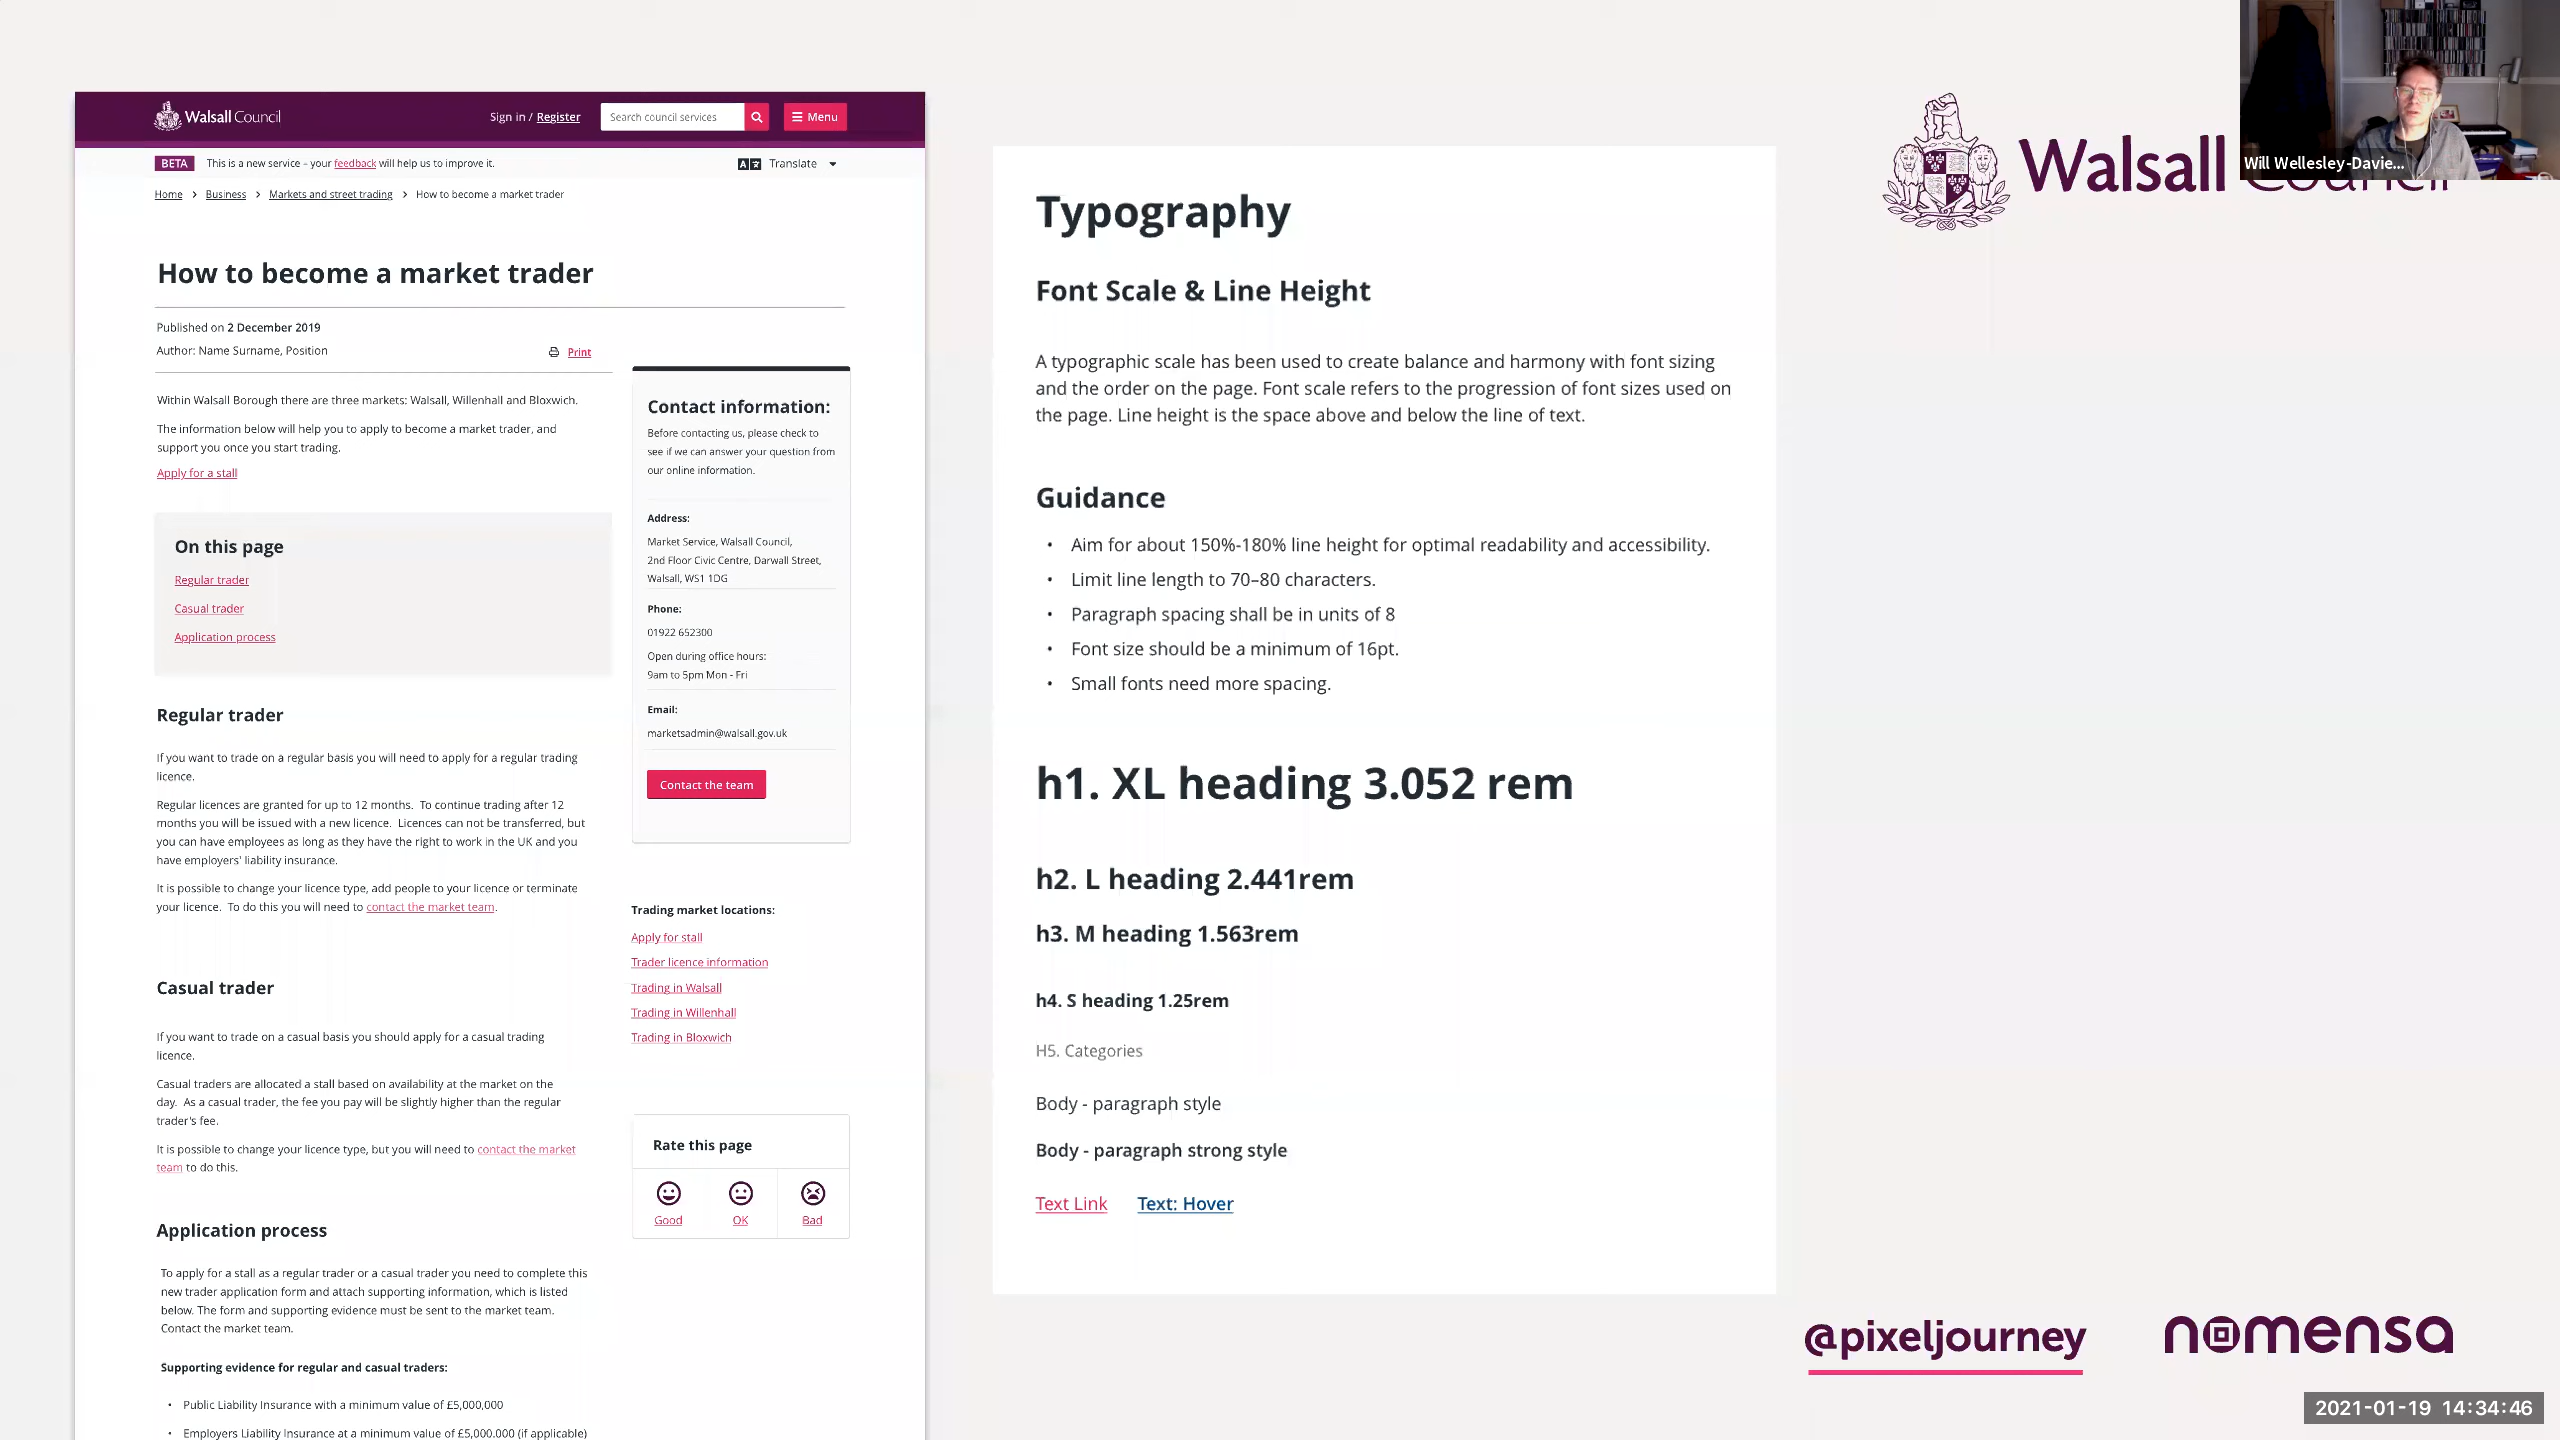 Walsall Council
Sign in / Register
Search council services
Menu
BETA
This is a new service – your feedback will help us to improve it.
Translate
Home > Business > Markets and street trading > How to become a market trader
How to become a market trader
Published on 2 December 2019
Author: Name Surname, Position
Print
Within Walsall Borough there are three markets: Walsall, Willenhall and Bloxwich.
The information below will help you to apply to become a market trader, and
support you once you start trading.
Apply for a stall
On this page
Regular trader
Casual trader
Application process
Regular trader
If you want to trade on a regular basis you will need to apply for a regular trading
licence.
Regular licences are granted for up to 12 months. To continue trading after 12
months you will be issued with a new licence. Licences can not be transferred, but
you can have employees as long as they have the right to work in the UK and you
have employers' liability insurance.
It is possible to change your licence type, add people to your licence or terminate
your licence. To do this you will need to contact the market team.
Casual trader
If you want to trade on a casual basis you should apply for a casual trading
licence.
Casual traders are allocated a stall based on availability at the market on the
day. As a casual trader, the fee you pay will be slightly higher than the regular
trader's fee.
It is possible to change your licence type, but you will need to contact the market
team to do this.
Application process
To apply for a stall as a regular trader or a casual trader you need to complete this
new trader application form and attach supporting information, which is listed
below. The form and supporting evidence must be sent to the market team.
Contact the market team.
Supporting evidence for regular and casual traders:
• Public Liability Insurance with a minimum value of £5,000,000
• Employers Liability Insurance at a minimum value of £5,000.000 (if applicable)
Contact information:
Before contacting us, please check to
see if we can answer your question from
our online information.
Address:
Market Service, Walsall Council,
2nd Floor Civic Centre, Darwall Street,
Walsall, WS1 1DG
Phone:
01922 652300
Open during office hours:
9am to 5pm Mon - Fri
Email:
marketsadmin@walsall.gov.uk
Contact the team
Trading market locations:
Apply for stall
Trader licence information
Trading in Walsall
Trading in Willenhall
Trading in Bloxwich
Rate this page
Good
OK
Bad
Typography
Font Scale & Line Height
A typographic scale has been used to create balance and harmony with font sizing
and the order on the page. Font scale refers to the progression of font sizes used on
the page. Line height is the space above and below the line of text.
Guidance
• Aim for about 150%-180% line height for optimal readability and accessibility.
• Limit line length to 70–80 characters.
• Paragraph spacing shall be in units of 8
• Font size should be a minimum of 16pt.
• Small fonts need more spacing.
h1. XL heading 3.052 rem
h2. L heading 2.441rem
h3. M heading 1.563rem
h4. S heading 1.25rem
H5. Categories
Body - paragraph style
Body - paragraph strong style
Text Link
Text: Hover
Walsall
Will Wellesley-Davie...
@pixeljourney
nomensa
2021-01-19 14:34:46